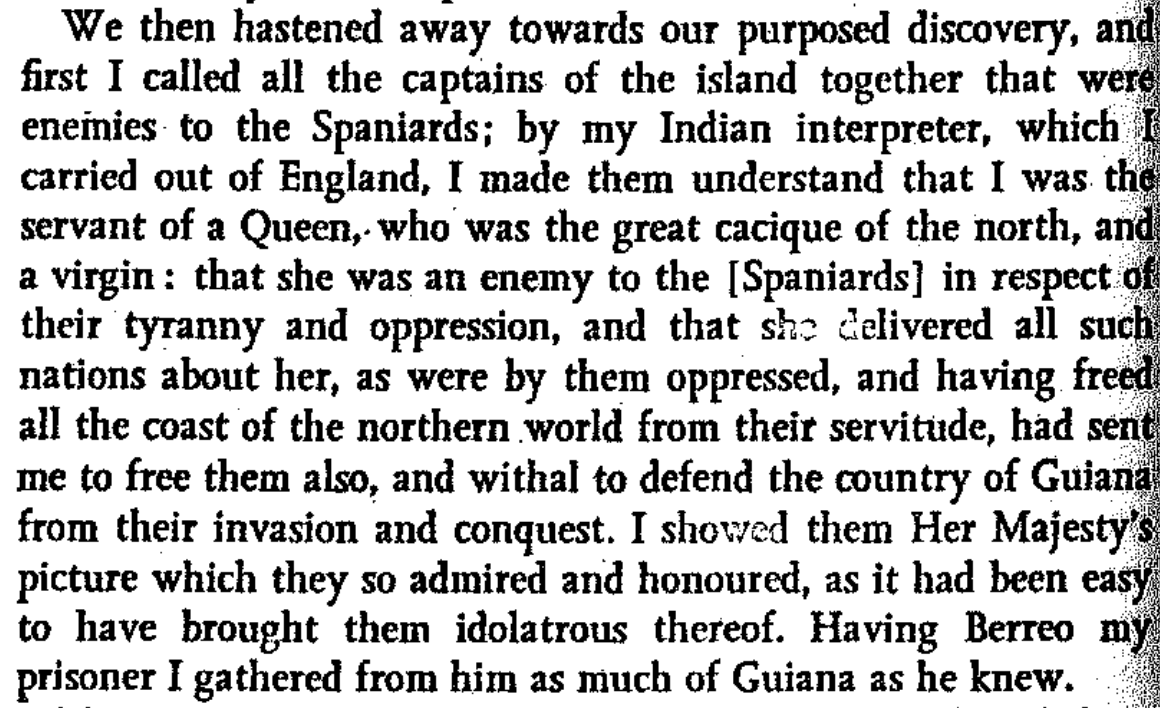 We then hastened away towards our purposed discovery, and
first I called all the captains of the island together that were
enemies to the Spaniards; by my Indian interpreter, which I
carried out of England, I made them understand that I was the
servant of a Queen, who was the great cacique of the north, and
a virgin: that she was an enemy to the [Spaniards] in respect of
their tyranny and oppression, and that she delivered all such
nations about her, as were by them oppressed, and having freed
all the coast of the northern world from their servitude, had sent
me to free them also, and withal to defend the country of Guiana
from their invasion and conquest. I showed them Her Majesty's
picture which they so admired and honoured, as it had been easy
to have brought them idolatrous thereof. Having Berreo my
prisoner I gathered from him as much of Guiana as he knew.